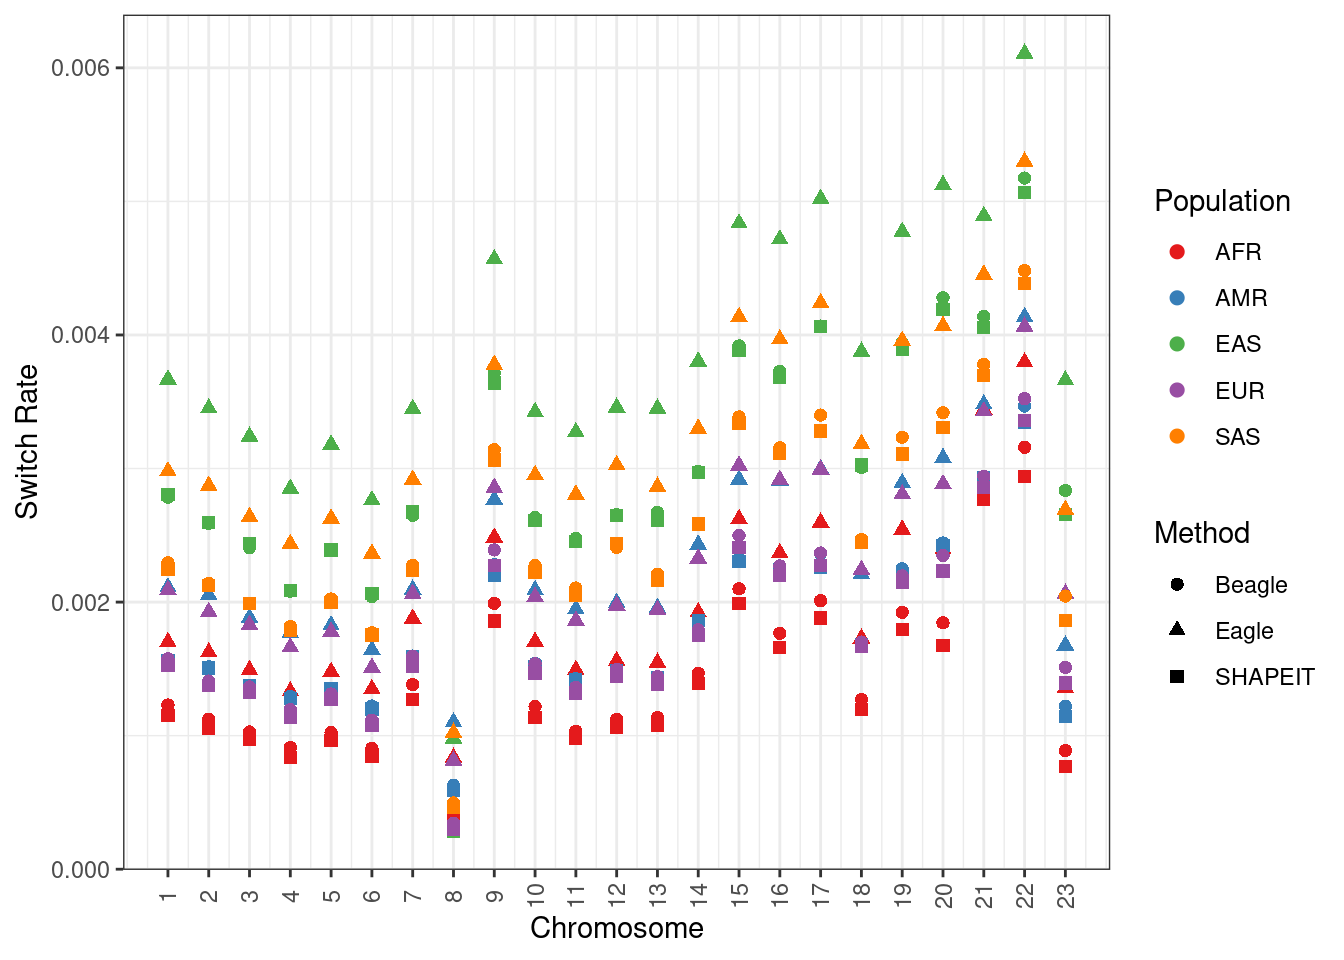 0.006
0.004
0.002
0.000
Switch Rate
1 2 3 4 5 6 7 8 9 10 11 12 13 14 15 16 17 18 19 20 21 22 23
Chromosome
Population
AFR
AMR
EAS
EUR
SAS
Method
Beagle
Eagle
SHAPEIT